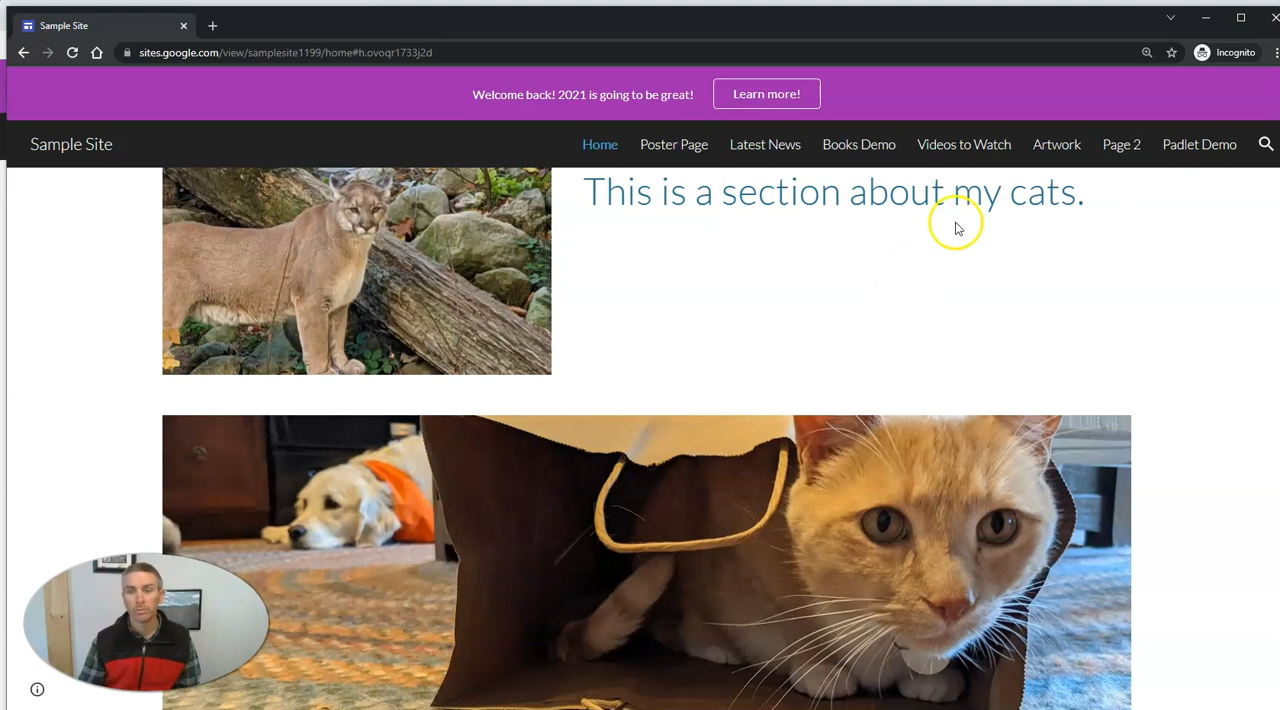 Sample Site
sites.google.com/view/samplesite1199/home#h.ovoqr1733j2d
Incognito
Welcome back! 2021 is going to be great!
Learn more!
Sample Site
Home
Poster Page
Latest News
Books Demo
Videos to Watch
Artwork
Page 2
Padlet Demo
This is a section about my cats.